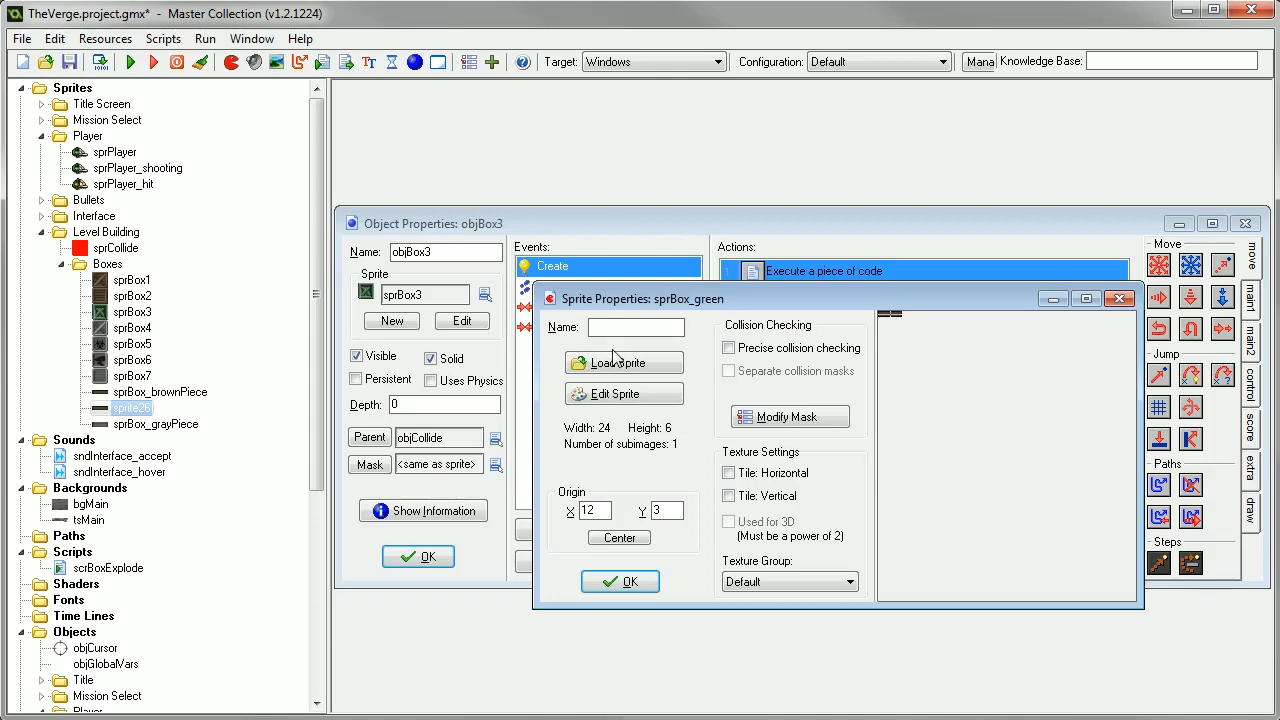 TheVerge.project.gmx* - Master Collection (v1.2.1224)
File Edit Resources Scripts Run Window Help
Target: Windows Configuration: Default Mana Knowledge Base:
Sprites
Title Screen
Mission Select
Player
sprPlayer
sprPlayer_shooting
sprPlayer_hit
Bullets
Interface
Level Building
sprCollide
Boxes
sprBox1
sprBox2
sprBox3
sprBox4
sprBox5
sprBox6
sprBox7
sprBox_brownPiece
sprite26
sprBox_grayPiece
Sounds
sndInterface_accept
sndInterface_hover
Backgrounds
bgMain
tsMain
Paths
Scripts
scrBoxExplode
Shaders
Fonts
Time Lines
Objects
objCursor
objGlobalVars
Title
Mission Select
Player
Object Properties: objBox3
Name: objBox3
Sprite
sprBox3
New Edit
Visible Solid
Persistent Uses Physics
Depth: 0
Parent objCollide
Mask <same as sprite>
Show Information
OK
Events:
Create
Actions:
1 Execute a piece of code
Sprite Properties: sprBox_green
Name:
Load Sprite
Edit Sprite
Width: 24 Height: 6
Number of subimages: 1
Origin
X 12 Y 3
Center
OK
Collision Checking
Precise collision checking
Separate collision masks
Modify Mask
Texture Settings
Tile: Horizontal
Tile: Vertical
Used for 3D
(Must be a power of 2)
Texture Group:
Default
Move
Jump
Paths
Steps
move
main1
main2
control
score
extra
draw